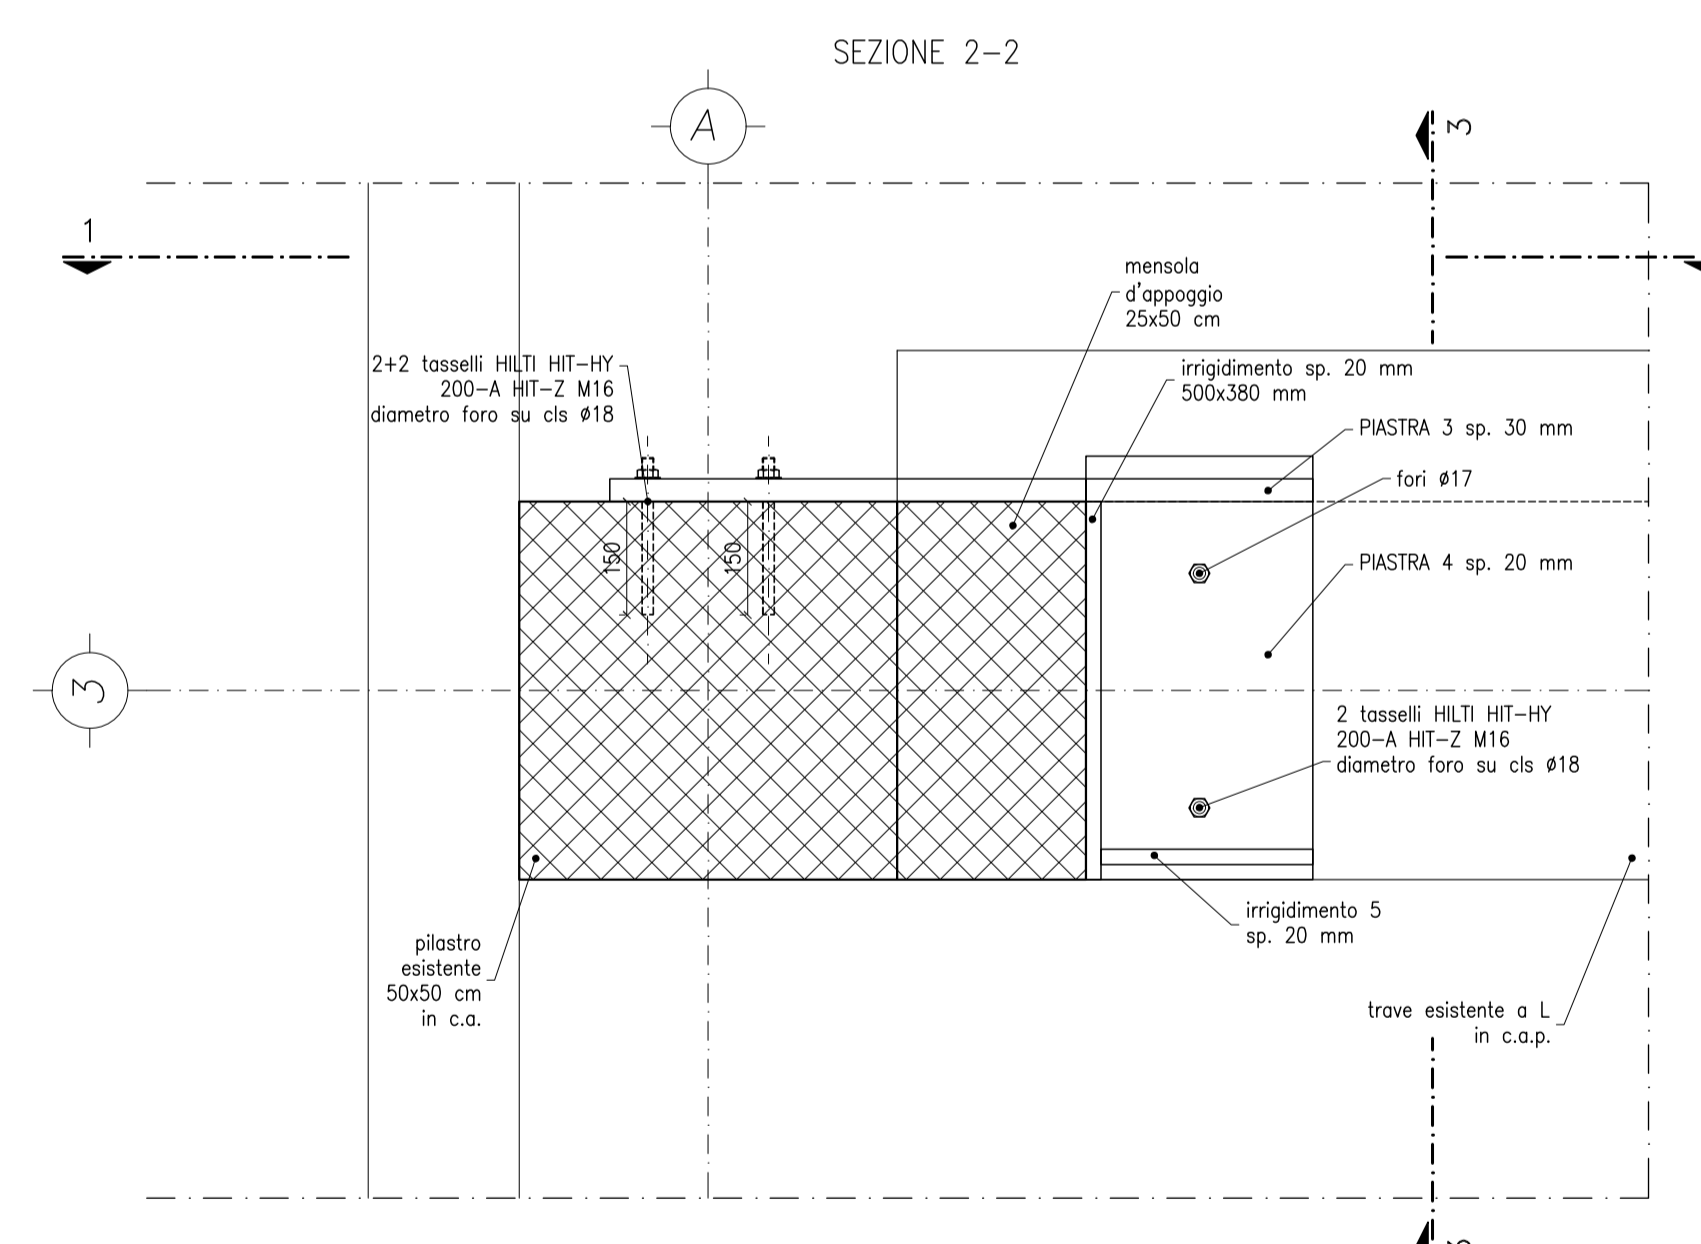 SEZIONE 2-2
A
3
1
mensola
d'appoggio
25x50 cm
2+2 tasselli HILTI HIT-HY
200-A HIT-Z M16
diametro foro su cls ø18
irrigidimento sp. 20 mm
500x380 mm
PIASTRA 3 sp. 30 mm
fori ø17
150
150
PIASTRA 4 sp. 20 mm
3
2 tasselli HILTI HIT-HY
200-A HIT-Z M16
diametro foro su cls ø18
irrigidimento 5
sp. 20 mm
pilastro
esistente
50x50 cm
in c.a.
trave esistente a L
in c.a.p.